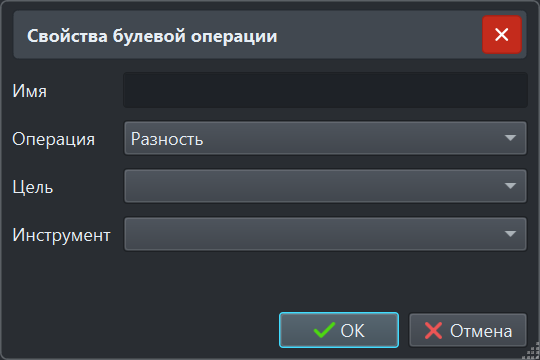 Свойства булевой операции
Имя
Операция Разность
Цель
Инструмент
OK Отмена